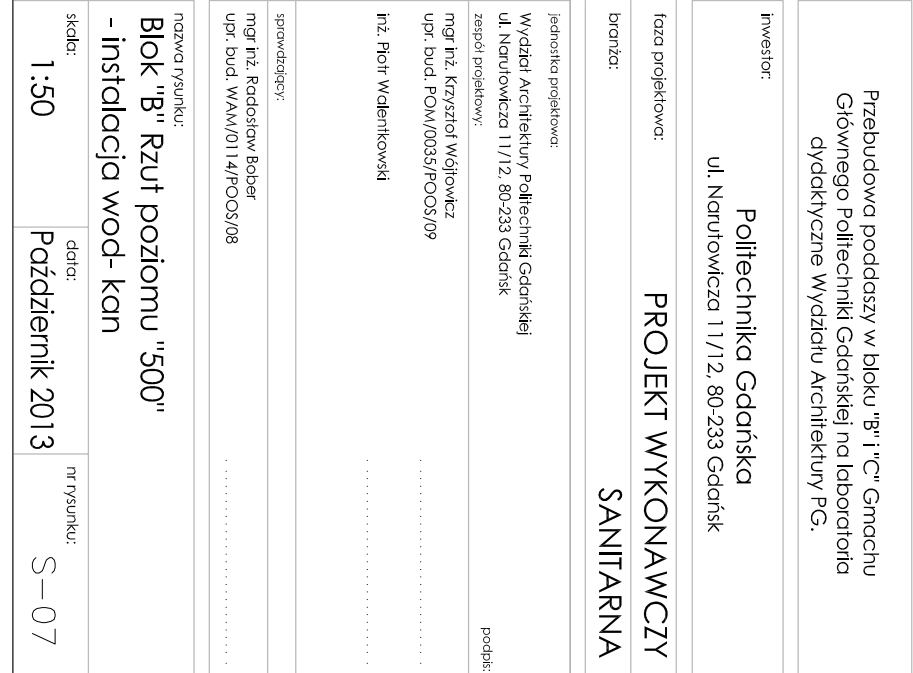 Przebudowa poddaszy w bloku "B" i "C" Gmachu
Głównego Politechniki Gdańskiej na laboratoria
dydaktyczne Wydziału Architektury PG.
inwestor:
Politechnika Gdańska
ul. Narutowicza 11/12, 80-233 Gdańsk
faza projektowa:
PROJEKT WYKONAWCZY
branża:
SANITARNA
jednostka projektowa:
Wydział Architektury Politechniki Gdańskiej
ul. Narutowicza 11/12, 80-233 Gdańsk
zespół projektowy:
podpis:
mgr inż. Krzysztof Wójtowicz
upr. bud. POM/0035/POOS/09
inż. Piotr Walentkowski
sprawdzający:
mgr inż. Radosław Bober
upr. bud. WAM/0114/POOS/08
nazwa rysunku:
Blok "B" Rzut poziomu "500"
- instalacja wod- kan
skala:
1:50
data:
Październik 2013
nr rysunku:
S-07